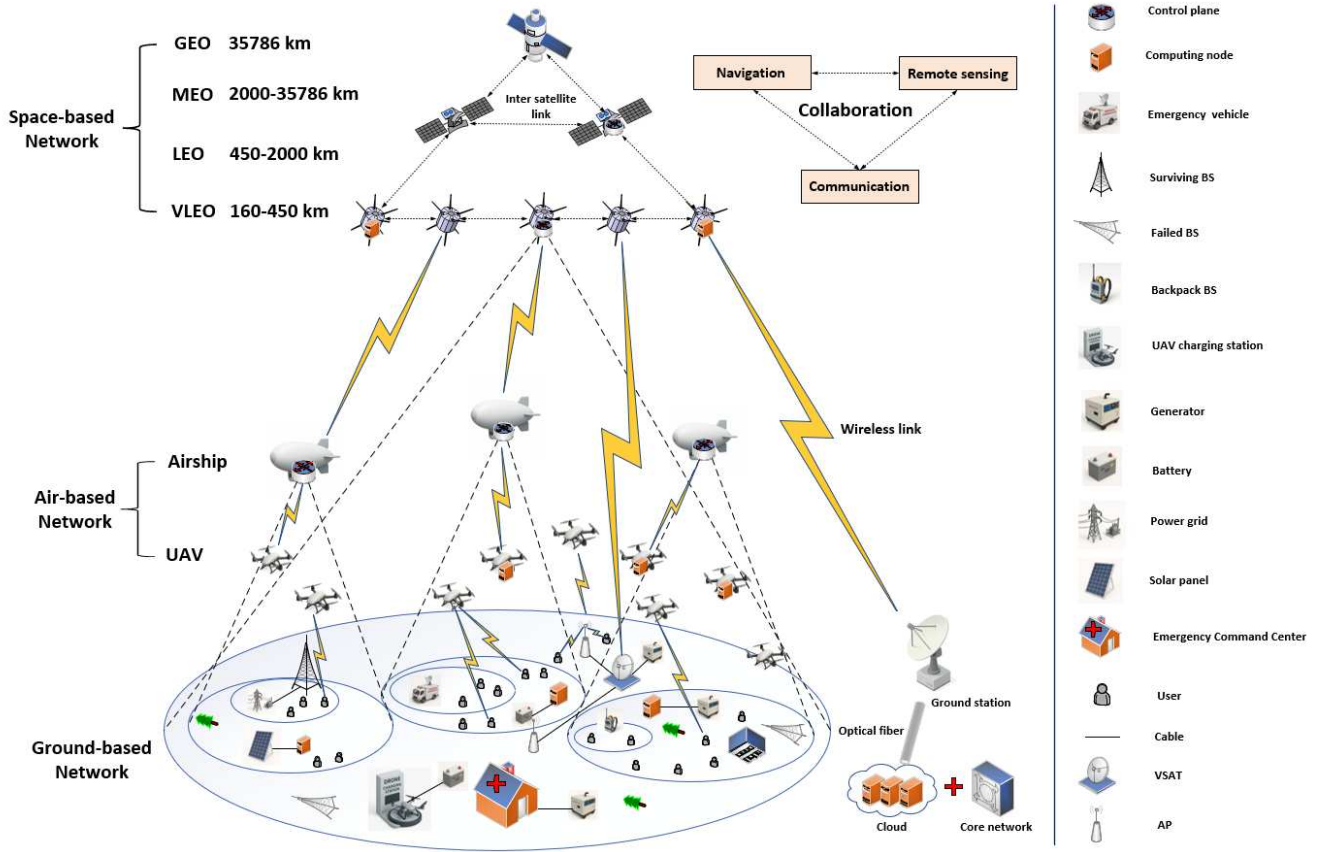 GEO 35786 km
MEO 2000-35786 km
Space-based
Network
LEO 450-2000 km
VLEO 160-450 km
Inter satellite
link
Navigation
Remote sensing
Collaboration
Communication
Wireless link
Airship
Air-based
Network
UAV
Ground-based
Network
Ground station
Optical fiber
Cloud
Core network
Control plane
Computing node
Emergency vehicle
Surviving BS
Failed BS
Backpack BS
UAV charging station
Generator
Battery
Power grid
Solar panel
Emergency Command Center
User
Cable
VSAT
AP